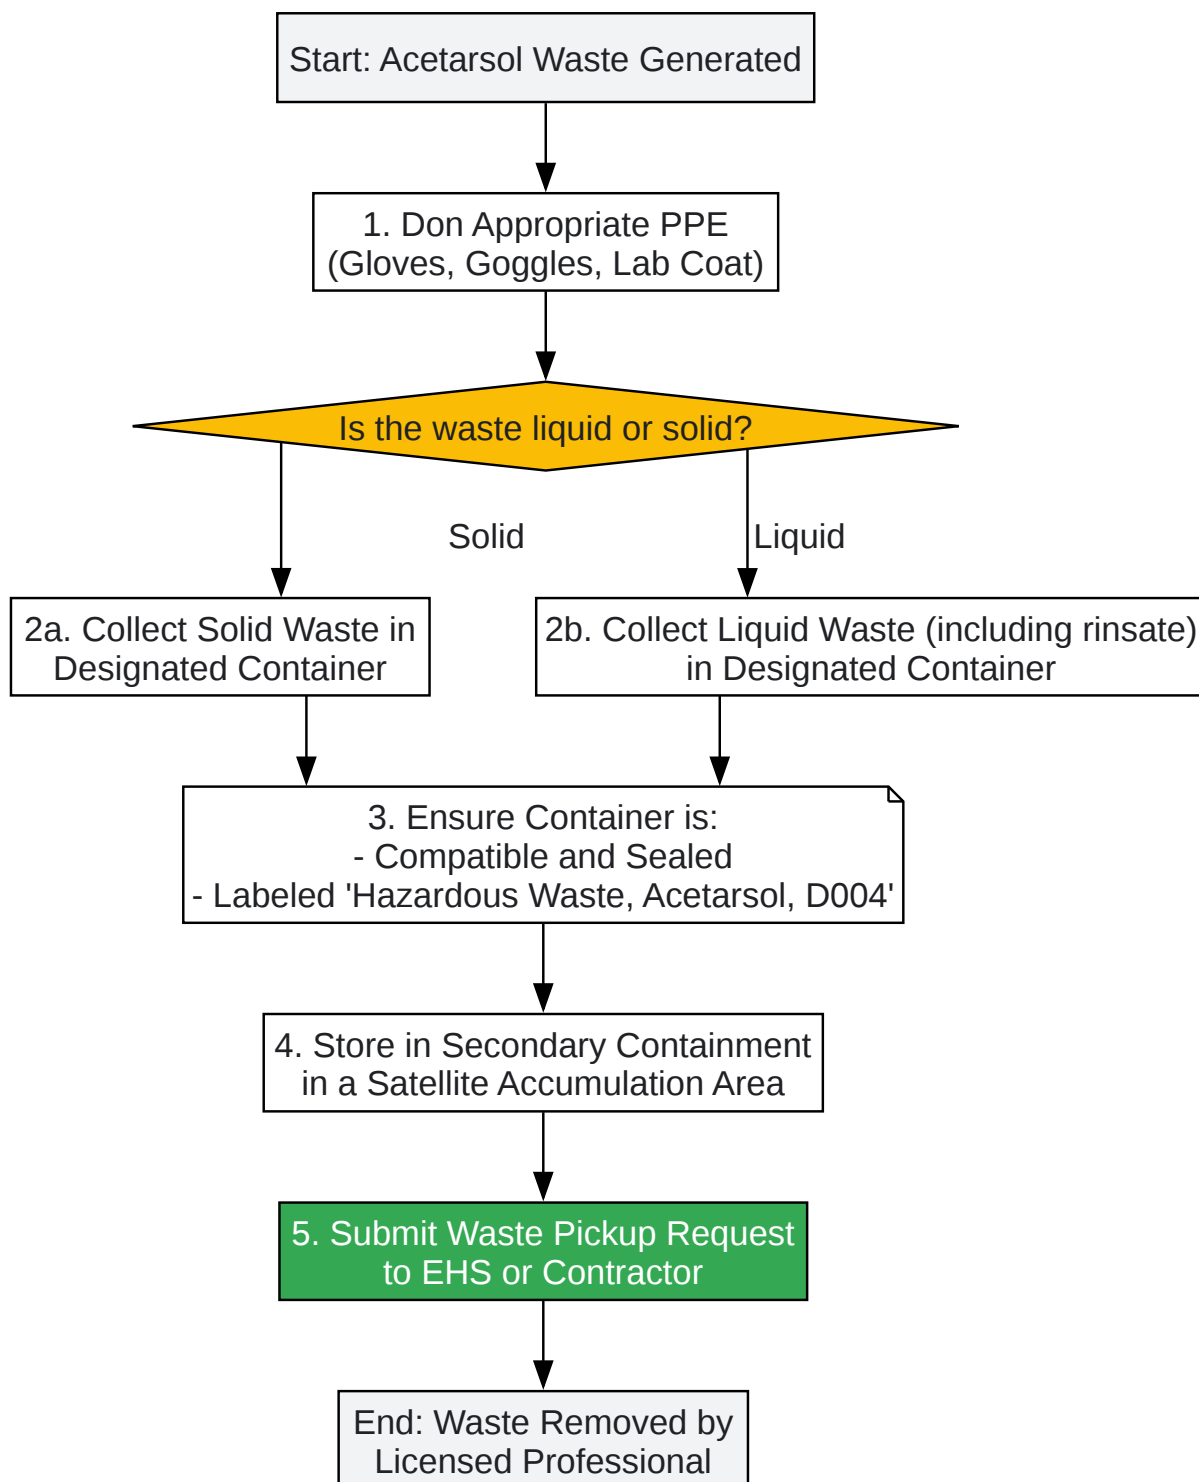 Start: Acetarsol Waste Generated
1. Don Appropriate PPE
(Gloves, Goggles, Lab Coat)
Is the waste liquid or solid?
Solid
Liquid
2a. Collect Solid Waste in
Designated Container
2b. Collect Liquid Waste (including rinsate)
in Designated Container
3. Ensure Container is:
- Compatible and Sealed
- Labeled 'Hazardous Waste, Acetarsol, D004'
4. Store in Secondary Containment
in a Satellite Accumulation Area
5. Submit Waste Pickup Request
to EHS or Contractor
End: Waste Removed by
Licensed Professional